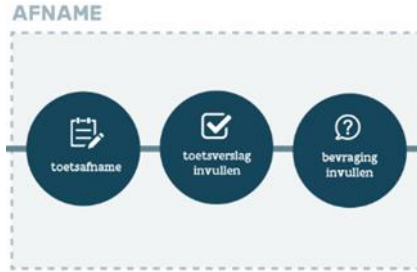 AFNAME
toetsafname
toetsverslag
invullen
bevraging
invullen